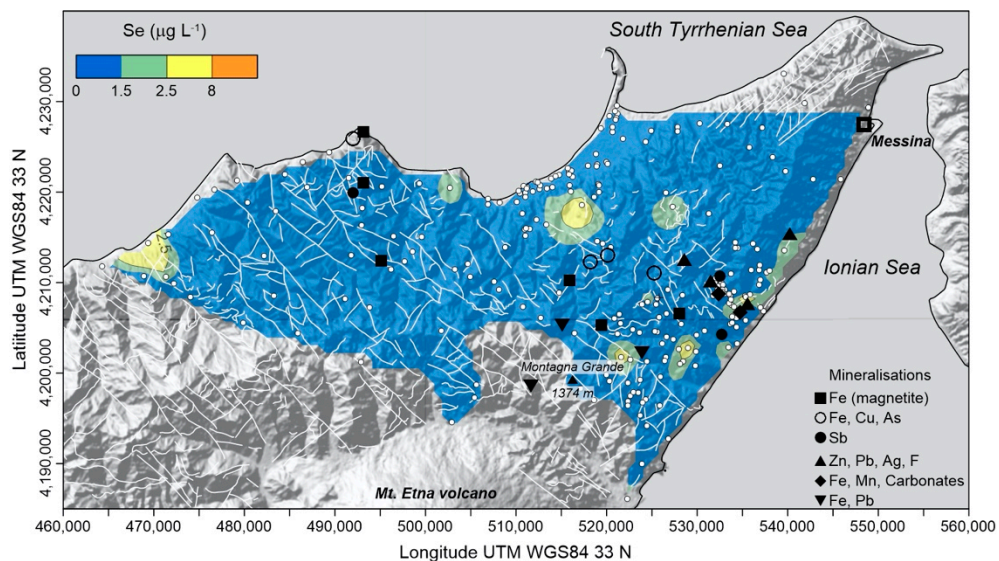 Se (µg L⁻¹)
0 1.5 2.5 8
South Tyrrhenian Sea
Messina
Ionian Sea
2.5
Montagna Grande
1374 m
Mt. Etna volcano
Mineralisations
Fe (magnetite)
Fe, Cu, As
Sb
Zn, Pb, Ag, F
Fe, Mn, Carbonates
Fe, Pb
Latiitude UTM WGS84 33 N
4,230,000
4,220,000
4,210,000
4,200,000
4,190,000
460,000 470,000 480,000 490,000 500,000 510,000 520,000 530,000 540,000 550,000 560,000
Longitude UTM WGS84 33 N